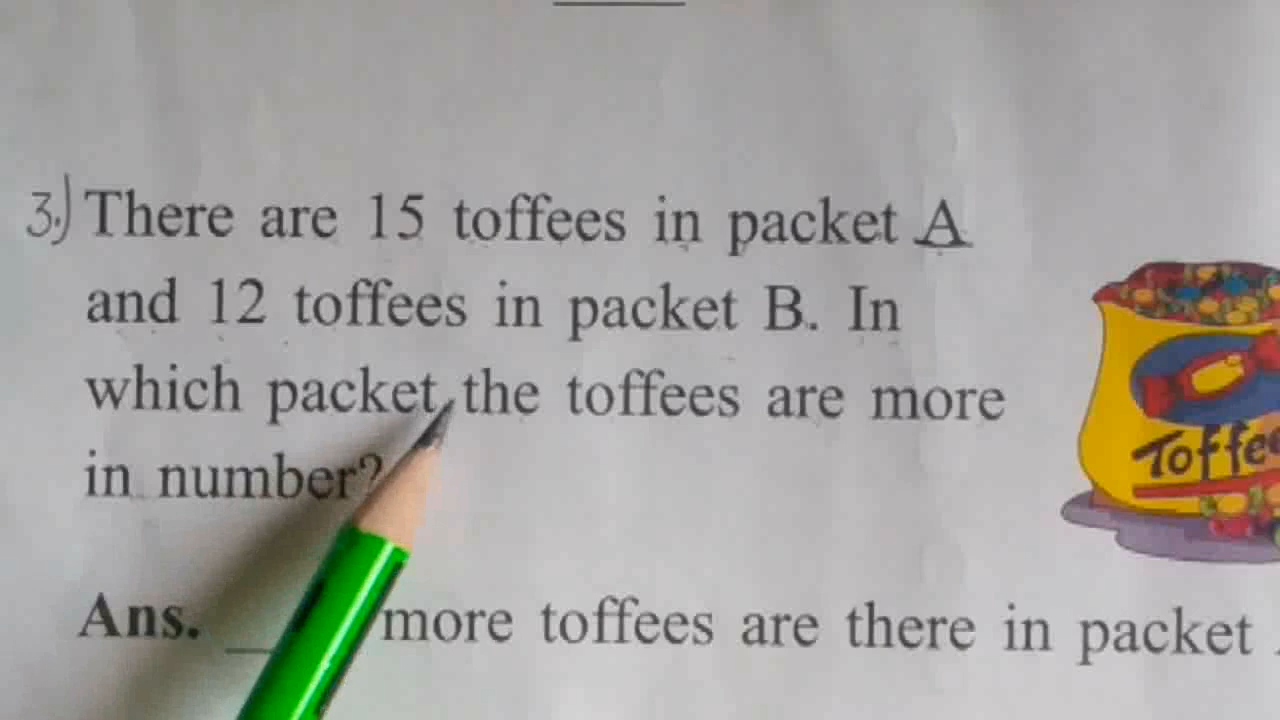 3.) There are 15 toffees in packet A
and 12 toffees in packet B. In
which packet the toffees are more
in number?
Toffee
Ans. ___ more toffees are there in packet